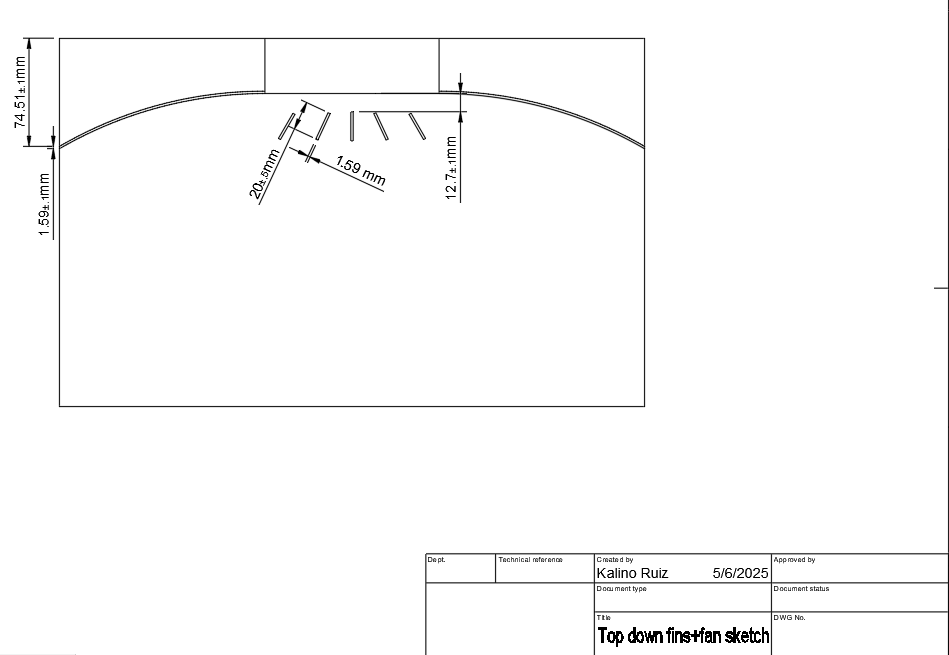 74.51±.1mm
1.59±.1mm
20±.5mm
1.59 mm
12.7±.1mm
Dept.
Technical reference
Created by
Approved by
Kalino Ruiz
5/6/2025
Document type
Document status
Title
DWG No.
Top down fins+fan sketch